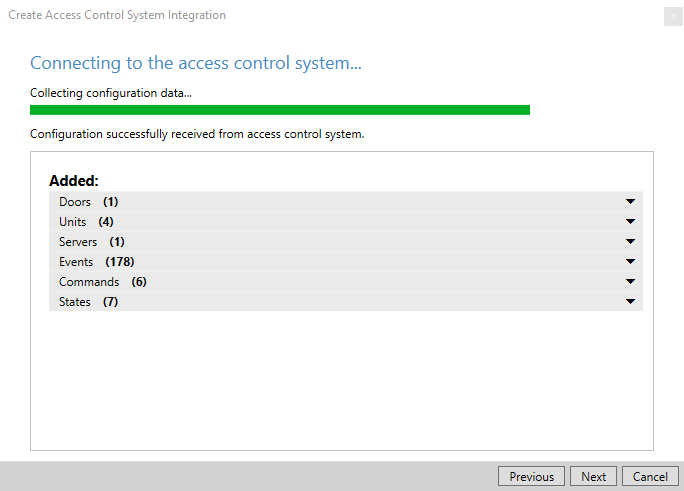 Create Access Control System Integration
Connecting to the access control system...
Collecting configuration data...
Configuration successfully received from access control system.
Added:
Doors (1)
Units (4)
Servers (1)
Events (178)
Commands (6)
States (7)
Previous Next Cancel